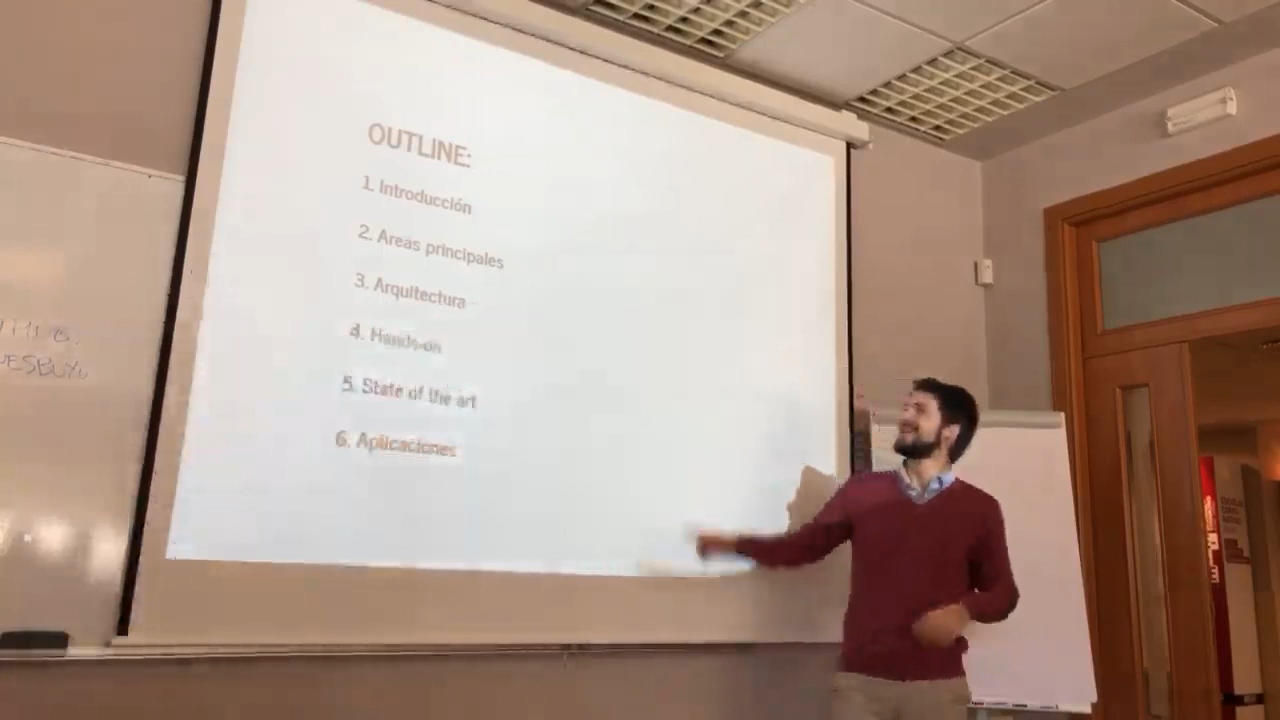 OUTLINE:
1. Introducción
2. Areas principales
3. Arquitectura
4. Hands-on
5. State of the art
6. Aplicaciones